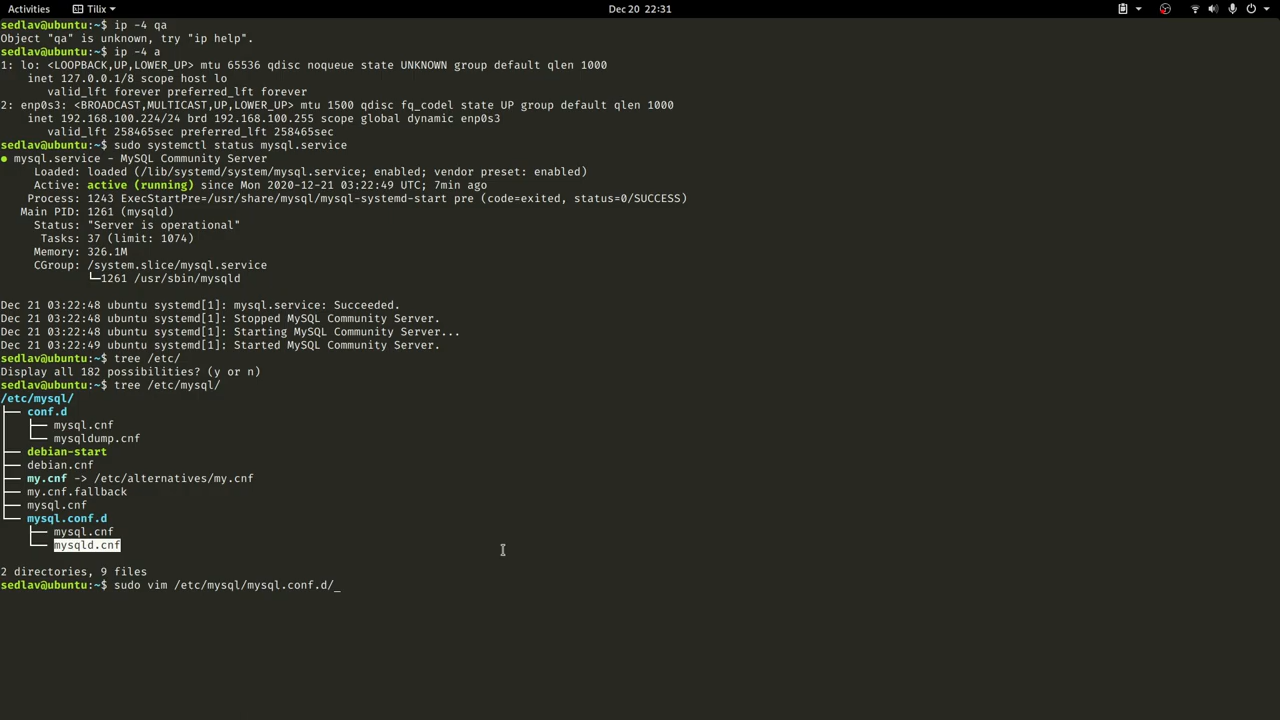 Activities Tilix Dec 20 22:31
sedlav@ubuntu:~$ ip -4 qa
Object "qa" is unknown, try "ip help".
sedlav@ubuntu:~$ ip -4 a
1: lo: <LOOPBACK,UP,LOWER_UP> mtu 65536 qdisc noqueue state UNKNOWN group default qlen 1000
    inet 127.0.0.1/8 scope host lo
       valid_lft forever preferred_lft forever
2: enp0s3: <BROADCAST,MULTICAST,UP,LOWER_UP> mtu 1500 qdisc fq_codel state UP group default qlen 1000
    inet 192.168.100.224/24 brd 192.168.100.255 scope global dynamic enp0s3
       valid_lft 258465sec preferred_lft 258465sec
sedlav@ubuntu:~$ sudo systemctl status mysql.service
● mysql.service - MySQL Community Server
     Loaded: loaded (/lib/systemd/system/mysql.service; enabled; vendor preset: enabled)
     Active: active (running) since Mon 2020-12-21 03:22:49 UTC; 7min ago
    Process: 1243 ExecStartPre=/usr/share/mysql/mysql-systemd-start pre (code=exited, status=0/SUCCESS)
   Main PID: 1261 (mysqld)
     Status: "Server is operational"
      Tasks: 37 (limit: 1074)
     Memory: 326.1M
     CGroup: /system.slice/mysql.service
             └─1261 /usr/sbin/mysqld
Dec 21 03:22:48 ubuntu systemd[1]: mysql.service: Succeeded.
Dec 21 03:22:48 ubuntu systemd[1]: Stopped MySQL Community Server.
Dec 21 03:22:48 ubuntu systemd[1]: Starting MySQL Community Server...
Dec 21 03:22:49 ubuntu systemd[1]: Started MySQL Community Server.
sedlav@ubuntu:~$ tree /etc/
Display all 182 possibilities? (y or n)
sedlav@ubuntu:~$ tree /etc/mysql/
/etc/mysql/
├── conf.d
│   ├── mysql.cnf
│   └── mysqldump.cnf
├── debian-start
├── debian.cnf
├── my.cnf -> /etc/alternatives/my.cnf
├── my.cnf.fallback
├── mysql.cnf
└── mysql.conf.d
    ├── mysql.cnf
    └── mysqld.cnf
2 directories, 9 files
sedlav@ubuntu:~$ sudo vim /etc/mysql/mysql.conf.d/_